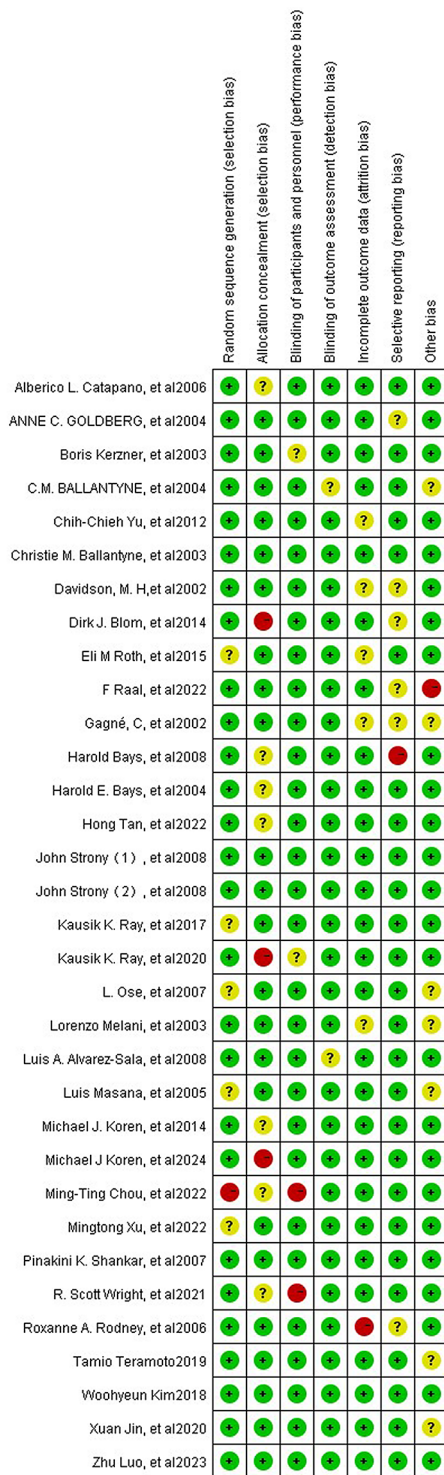 Random sequence generation (selection bias)
Allocation concealment (selection bias)
Blinding of participants and personnel (performance bias)
Blinding of outcome assessment (detection bias)
Incomplete outcome data (attrition bias)
Selective reporting (reporting bias)
Other bias
Alberico L. Catapano, et al2006 + ? + + + + +
ANNE C. GOLDBERG, et al2004 + + + + + ? +
Boris Kerzner, et al2003 + + ? + + + +
C.M. BALLANTYNE, et al2004 + + + ? + + ?
Chih-Chieh Yu, et al2012 + + + + ? + +
Christie M. Ballantyne, et al2003 + + + + + + +
Davidson, M. H,et al2002 + + + + ? ? +
Dirk J. Blom, et al2014 + - + + + ? +
Eli M Roth, et al2015 ? + + + ? + +
F Raal, et al2022 + + + + + ? -
Gagné, C, et al2002 + + + + ? ? ?
Harold Bays, et al2008 + ? + + + - +
Harold E. Bays, et al2004 + ? + + + + +
Hong Tan, et al2022 + ? + + + + +
John Strony（1）, et al2008 + + + + + + +
John Strony（2）, et al2008 + + + + + + +
Kausik K. Ray, et al2017 ? + + + + + +
Kausik K. Ray, et al2020 + - ? + + + +
L. Ose, et al2007 ? + + + + + ?
Lorenzo Melani, et al2003 + + + + ? + ?
Luis A. Alvarez-Sala, et al2008 + + + ? + + +
Luis Masana, et al2005 ? + + + + + ?
Michael J. Koren, et al2014 + ? + + + + +
Michael J Koren, et al2024 + - + + + + +
Ming-Ting Chou, et al2022 - ? - + + + +
Mingtong Xu, et al2022 ? + + + + + +
Pinakini K. Shankar, et al2007 + + + + + + +
R. Scott Wright, et al2021 + ? - + + + +
Roxanne A. Rodney, et al2006 + + + + - ? +
Tamio Teramoto2019 + + + + + + ?
Woohyeun Kim2018 + + + + + + +
Xuan Jin, et al2020 + + + + + + ?
Zhu Luo, et al2023 + + + + + + +